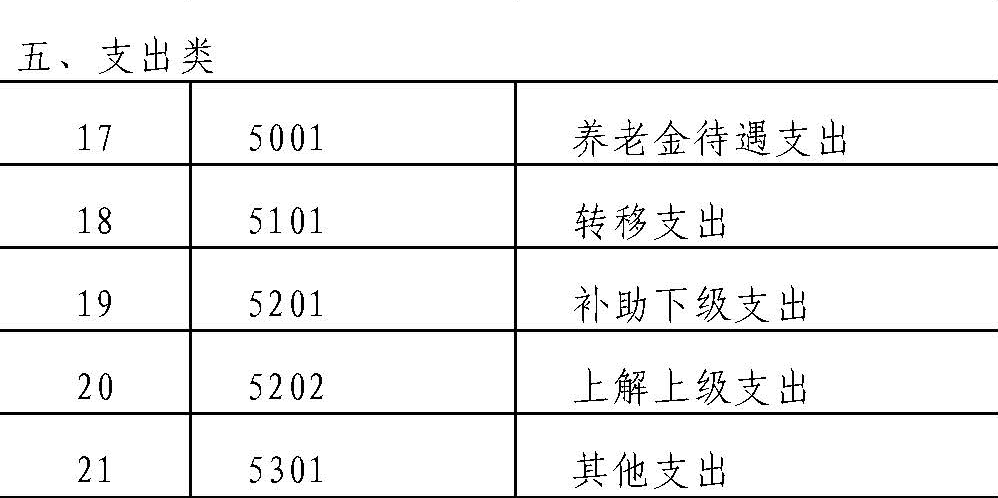 五、支出类
17 5001 养老金待遇支出
18 5101 转移支出
19 5201 补助下级支出
20 5202 上解上级支出
21 5301 其他支出